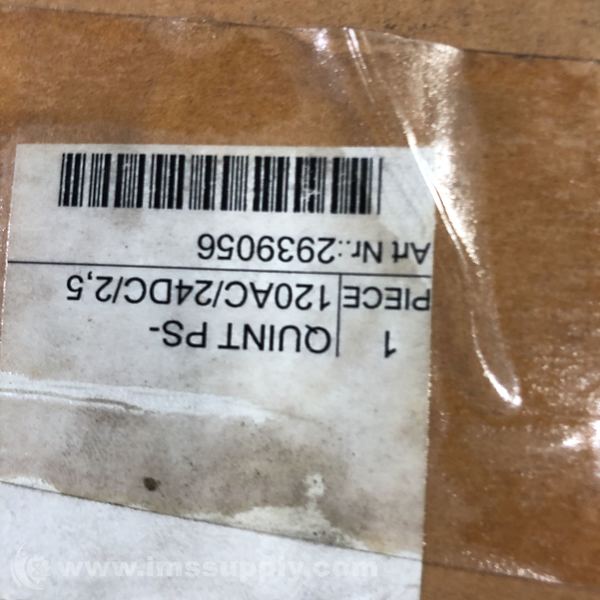 1 QUINT PS-
PIECE 120AC/24DC/2,5
Art Nr.:2939056
www.imssupply.com